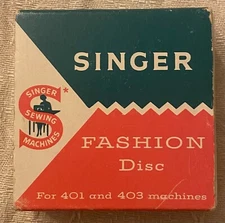 SINGER
SINGER
SEWING
MACHINES
*
FASHION
Disc
For 401 and 403 machines